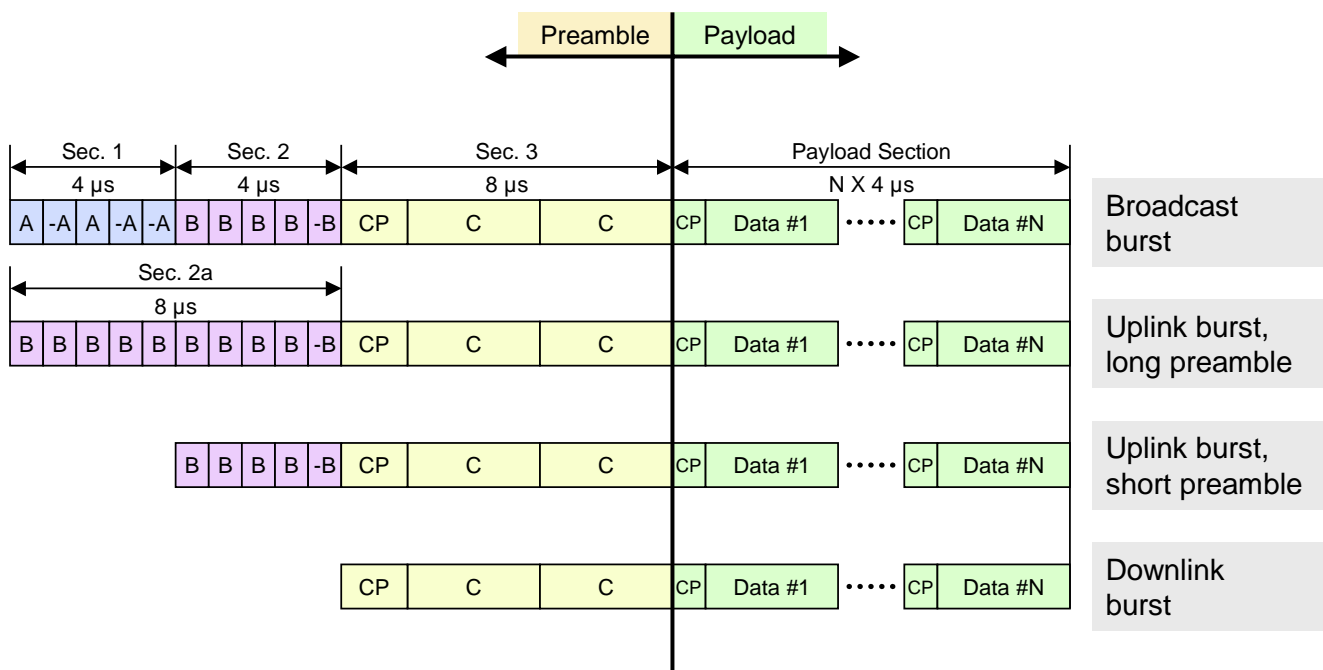 Preamble Payload
Sec. 1 Sec. 2 Sec. 3 Payload Section
4 µs 4 µs 8 µs N X 4 µs
A -A A -A -A B B B B -B CP C C CP Data #1 ····· CP Data #N
Broadcast
burst
Sec. 2a
8 µs
B B B B B B B B B -B CP C C CP Data #1 ····· CP Data #N
Uplink burst,
long preamble
B B B B -B CP C C CP Data #1 ····· CP Data #N
Uplink burst,
short preamble
CP C C CP Data #1 ····· CP Data #N
Downlink
burst